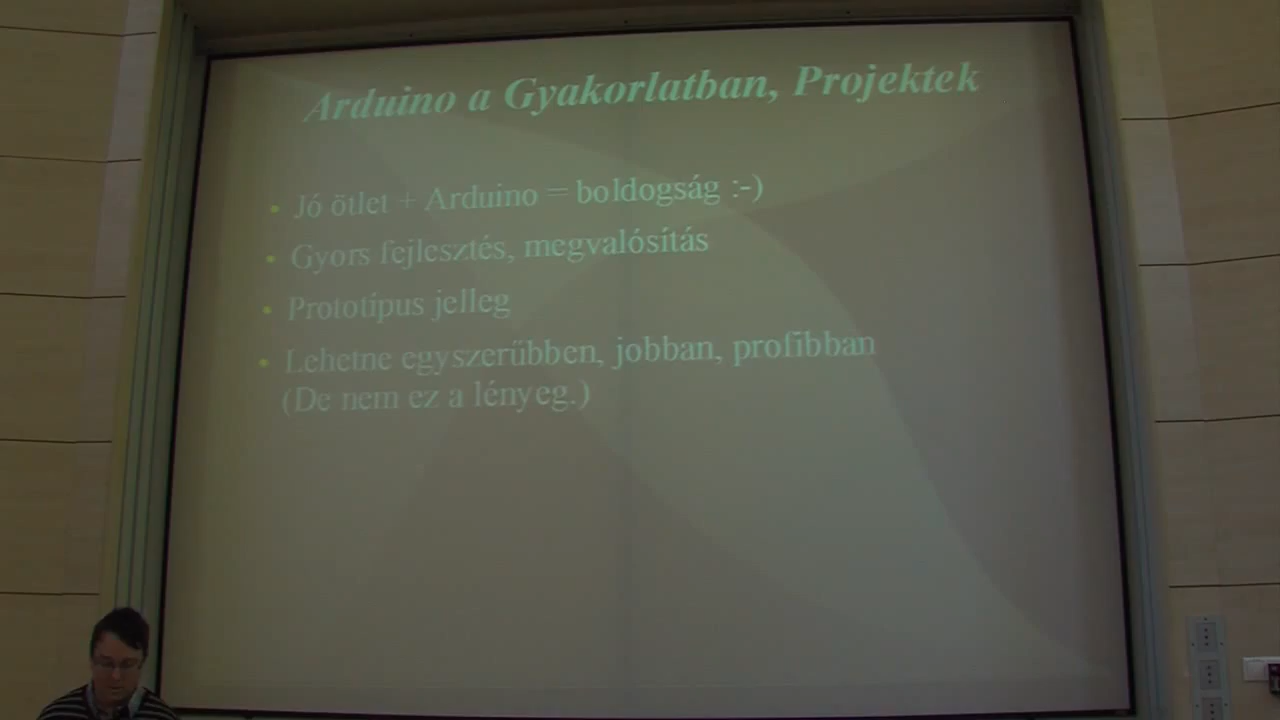 Arduino a Gyakorlatban, Projektek
Jó ötlet + Arduino = boldogság :-)
Gyors fejlesztés, megvalósítás
Prototípus jelleg
Lehetne egyszerűbben, jobban, profibban
(De nem ez a lényeg.)